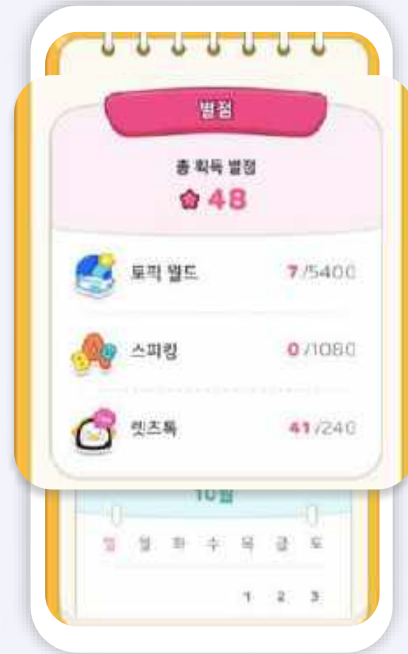 별점
총 획득 별점
48
토픽 월드 7/5400
스피킹 0/1080
렛츠톡 41/240
10월
일 월 화 수 목 금 토
1 2 3